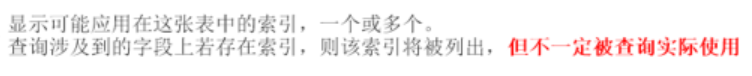 显示可能应用在这张表中的索引，一个或多个。
查询涉及到的字段上若存在索引，则该索引将被列出，但不一定被查询实际使用